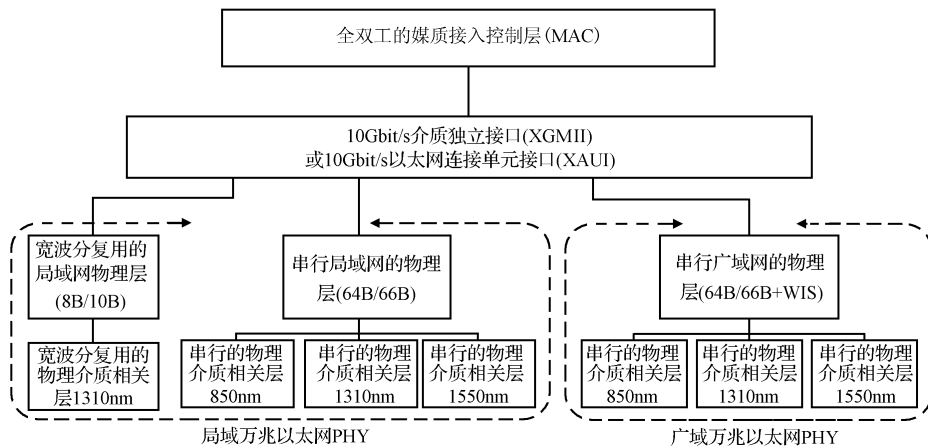 全双工的媒质接入控制层(MAC)
10Gbit/s介质独立接口(XGMII)
或10Gbit/s以太网连接单元接口(XAUI)
宽波分复用的
局域网物理层
(8B/10B)
串行局域网的物理
层(64B/66B)
串行广域网的物理
层(64B/66B+WIS)
宽波分复用的
物理介质相关
层1310nm
串行的物理
介质相关层
850nm
串行的物理
介质相关层
1310nm
串行的物理
介质相关层
1550nm
串行的物理
介质相关层
850nm
串行的物理
介质相关层
1310nm
串行的物理
介质相关层
1550nm
局域万兆以太网PHY
广域万兆以太网PHY